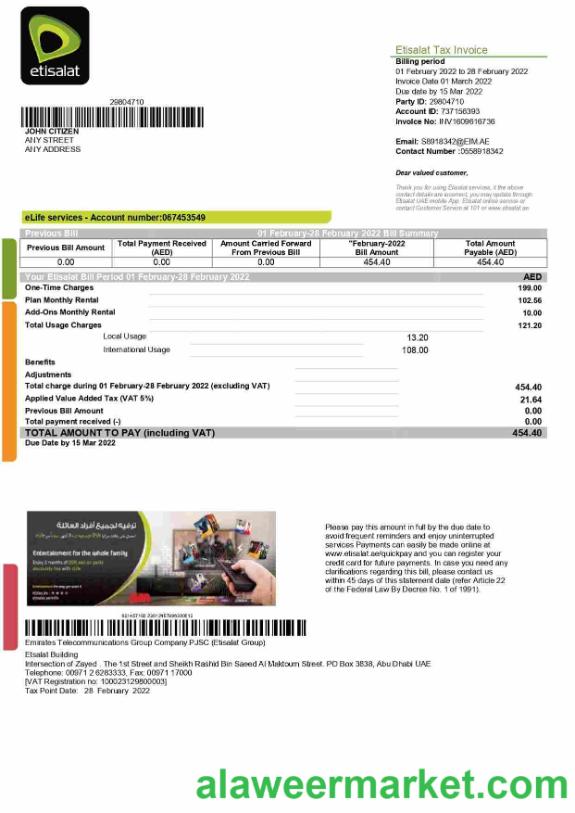 etisalat
Etisalat Tax Invoice
Billing period
01 February 2022 to 28 February 2022
Invoice Date 01 March 2022
Due date by 15 Mar 2022
Party ID: 29804710
Account ID: 737156393
Invoice No: INV1609616736
Email: S8918342@EIM.AE
Contact Number :0558918342
29804710
JOHN CITIZEN
ANY STREET
ANY ADDRESS
Dear valued customer,
Thank you for using Etisalat services, if the above
contact details are incorrect, you may update through
Etisalat UAE mobile App, Etisalat online service or
contact Customer Service at 101 or www.etisalat.ae
eLife services - Account number:067453549
Previous Bill 01 February-28 February 2022 Bill Summary
Previous Bill Amount Total Payment Received (AED) Amount Carried Forward From Previous Bill "February-2022 Bill Amount Total Amount Payable (AED)
0.00 0.00 0.00 454.40 454.40
Your Etisalat Bill Period 01 February-28 February 2022 AED
One-Time Charges 199.00
Plan Monthly Rental 102.56
Add-Ons Monthly Rental 10.00
Total Usage Charges 121.20
Local Usage 13.20
International Usage 108.00
Benefits
Adjustments
Total charge during 01 February-28 February 2022 (excluding VAT) 454.40
Applied Value Added Tax (VAT 5%) 21.64
Previous Bill Amount 0.00
Total payment received (-) 0.00
TOTAL AMOUNT TO PAY (including VAT) 454.40
Due Date by 15 Mar 2022
ترفيه لجميع أفراد العائلة
Entertainment for the whole family
Please pay this amount in full by the due date to
avoid frequent reminders and enjoy uninterrupted
services Payments can easily be made online at
www.etisalat.ae/quickpay and you can register your
credit card for future payments. In case you need any
clarifications regarding this bill, please contact us
within 45 days of this statement date (refer Article 22
of the Federal Law By Decree No. 1 of 1991).
Emirates Telecommunications Group Company PJSC (Etisalat Group)
Etsalat Building
Intersection of Zayed . The 1st Street and Sheikh Rashid Bin Saeed Al Maktoum Street. PO Box 3838, Abu Dhabi UAE
Telephone: 00971 2 6283333, Fax: 00971 17000
[VAT Registration no: 100023129800003]
Tax Point Date: 28 February 2022
alaweermarket.com